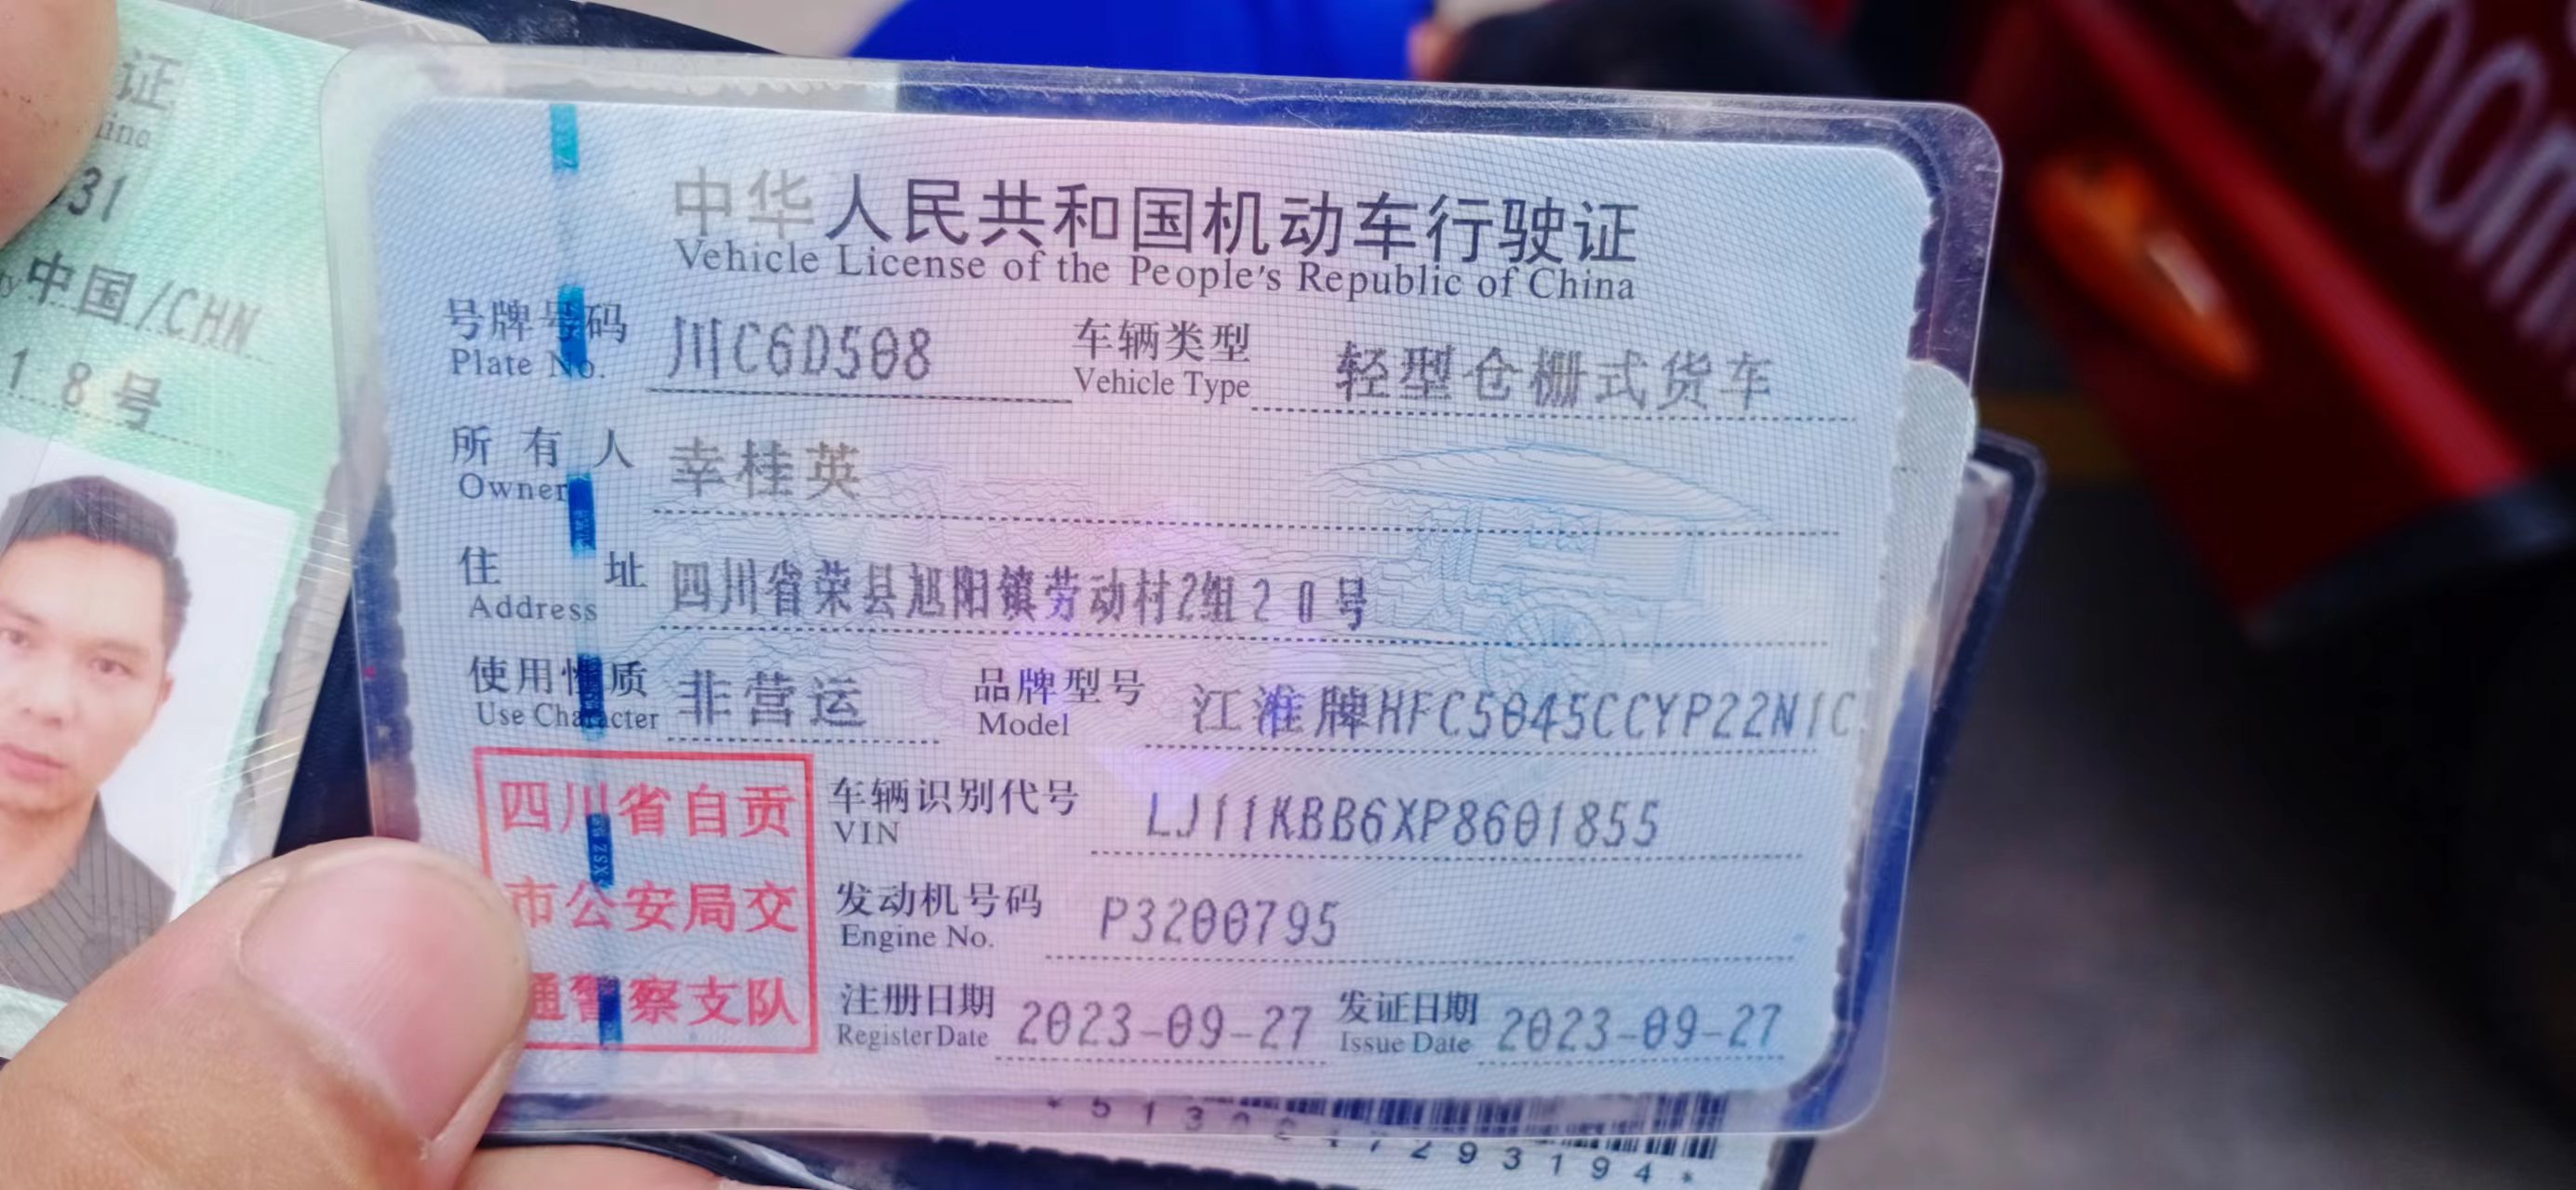 证
hina
31
中国/CHN
18号
中华人民共和国机动车行驶证
Vehicle License of the People's Republic of China
号牌号码 川C6D508 车辆类型 轻型仓栅式货车
Plate No. Vehicle Type
所有人 幸桂英
Owner
住址 四川省荣县旭阳镇劳动村2组20号
Address
使用性质 非营运 品牌型号 江淮牌HFC5045CCYP22N1C
Use Character Model
四川省自贡
市公安局交
通警察支队
车辆识别代号 LJ11KBB6XP8601855
VIN
发动机号码 P3200795
Engine No.
注册日期 2023-09-27 发证日期 2023-09-27
Register Date Issue Date
400m